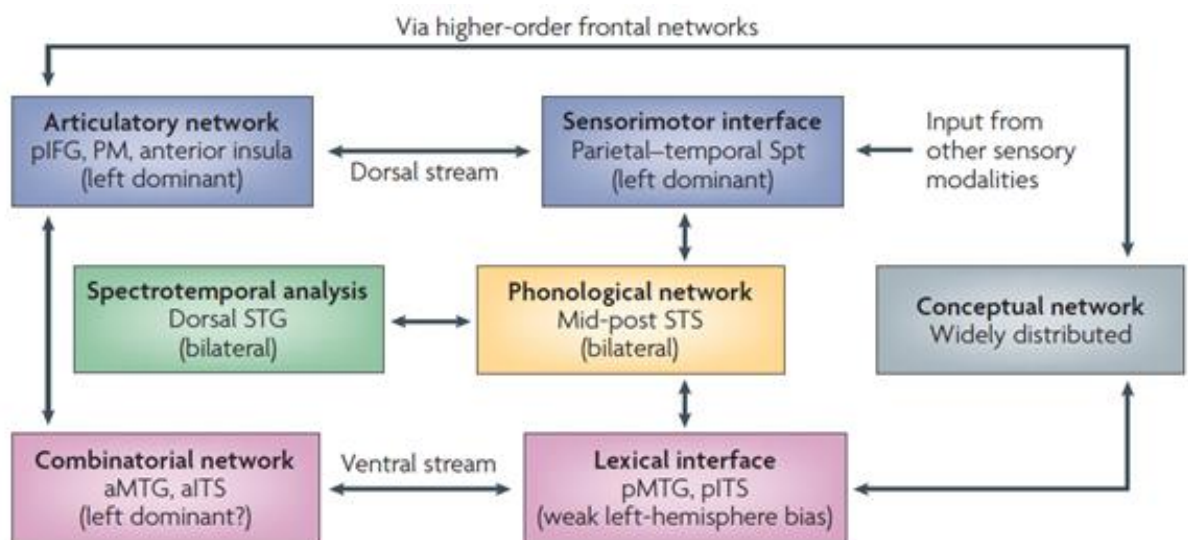 Via higher-order frontal networks
Articulatory network
pIFG, PM, anterior insula
(left dominant)
Dorsal stream
Sensorimotor interface
Parietal–temporal Spt
(left dominant)
Input from
other sensory
modalities
Spectrotemporal analysis
Dorsal STG
(bilateral)
Phonological network
Mid-post STS
(bilateral)
Conceptual network
Widely distributed
Combinatorial network
aMTG, aITS
(left dominant?)
Ventral stream
Lexical interface
pMTG, pITS
(weak left-hemisphere bias)